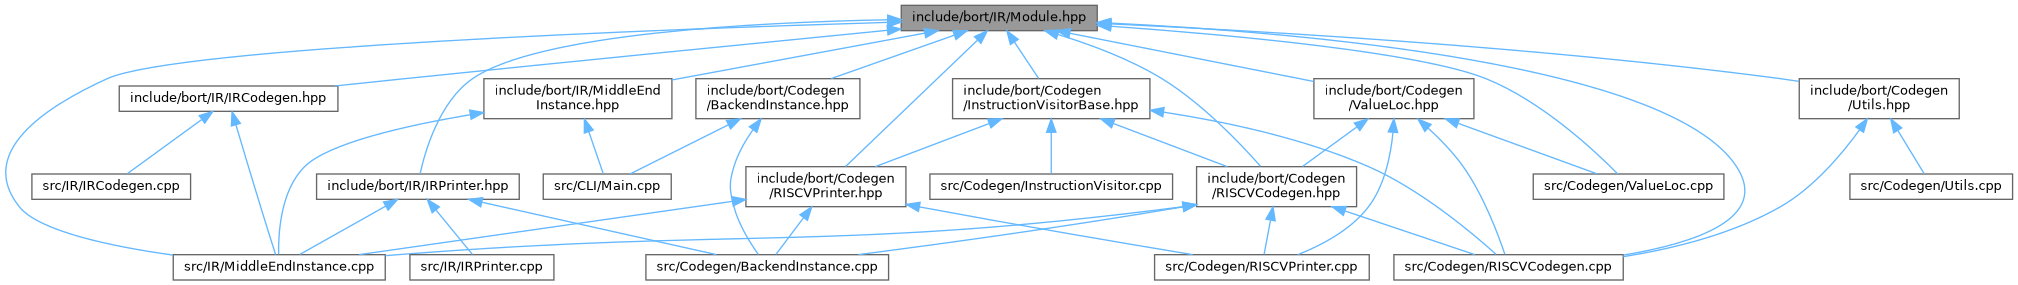 include/bort/IR/Module.hpp
include/bort/IR/IRCodegen.hpp
include/bort/IR/MiddleEnd
Instance.hpp
include/bort/Codegen
/BackendInstance.hpp
include/bort/Codegen
/InstructionVisitorBase.hpp
include/bort/Codegen
/ValueLoc.hpp
include/bort/Codegen
/Utils.hpp
src/IR/IRCodegen.cpp
include/bort/IR/IRPrinter.hpp
src/CLI/Main.cpp
include/bort/Codegen
/RISCVPrinter.hpp
src/Codegen/InstructionVisitor.cpp
include/bort/Codegen
/RISCVCodegen.hpp
src/Codegen/ValueLoc.cpp
src/Codegen/Utils.cpp
src/IR/MiddleEndInstance.cpp
src/IR/IRPrinter.cpp
src/Codegen/BackendInstance.cpp
src/Codegen/RISCVPrinter.cpp
src/Codegen/RISCVCodegen.cpp